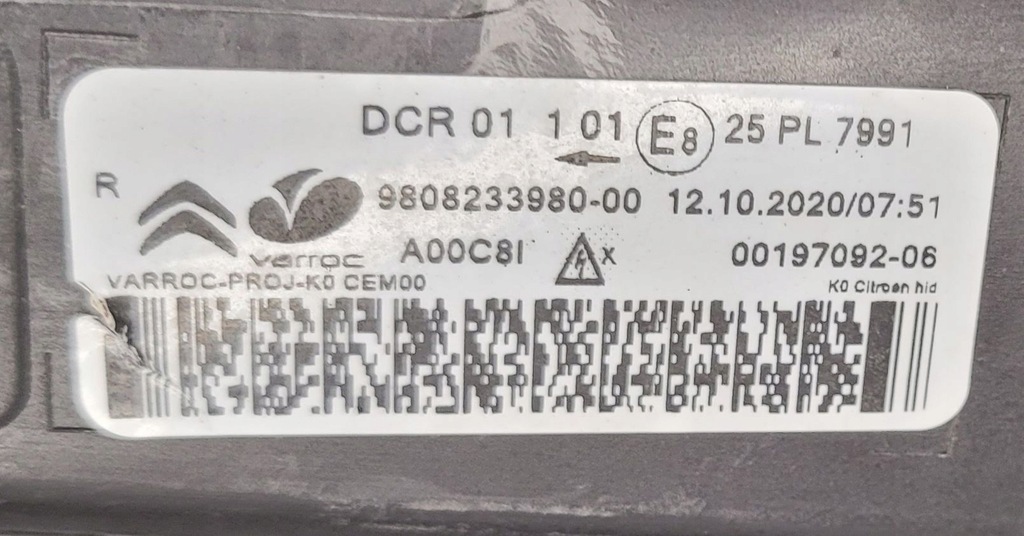 DCR 01 1 01 E8 25 PL 7991
R
9808233980-00 12.10.2020/07:51
varroc
A00C8I X 00197092-06
VARROC-PROJ-K0 CEM00
K0 Citroen hid